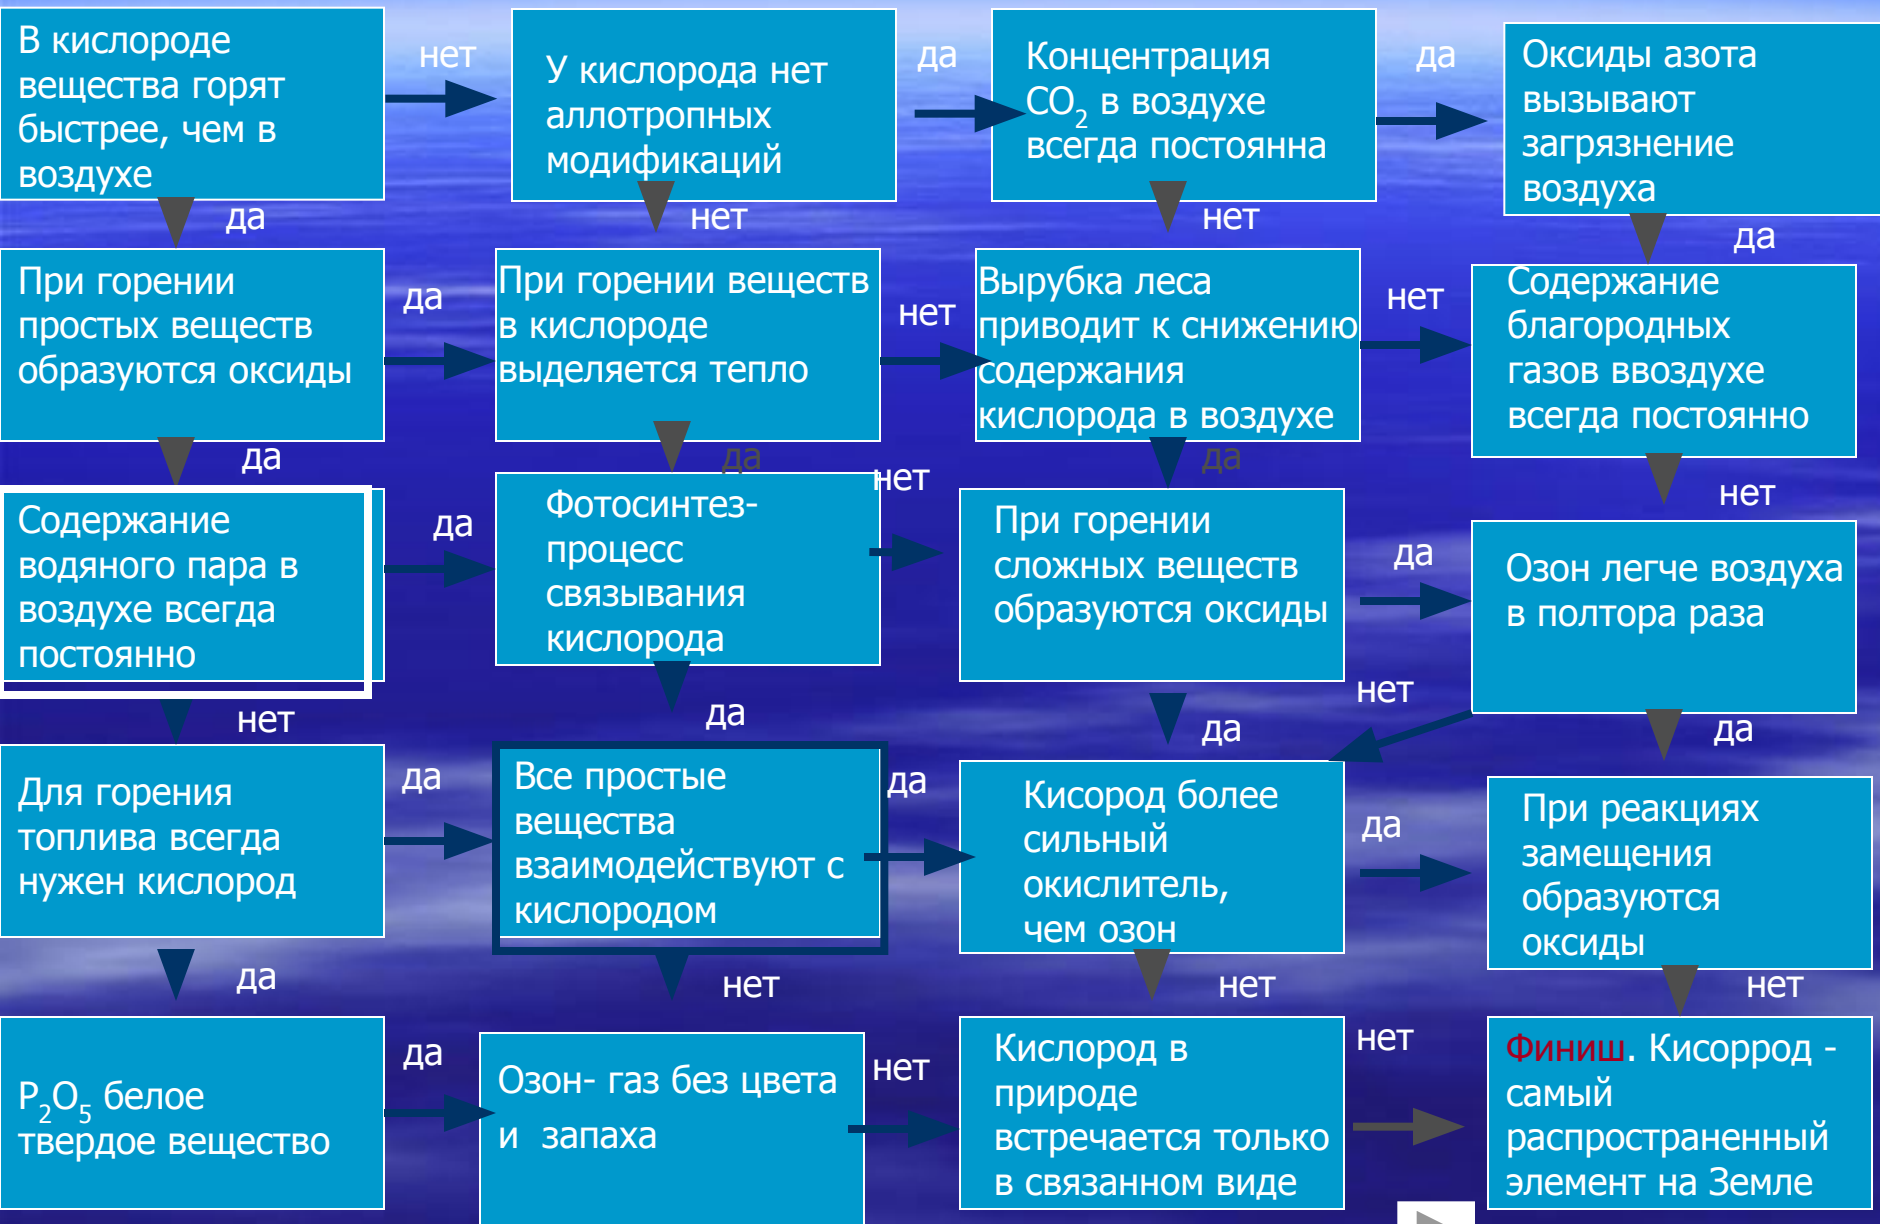 В кислороде
вещества горят
быстрее, чем в
воздухе
нет
У кислорода нет
аллотропных
модификаций
да
Концентрация
CO2 в воздухе
всегда постоянна
да
Оксиды азота
вызывают
загрязнение
воздуха
да
нет
нет
да
При горении
простых веществ
образуются оксиды
да
При горении веществ
в кислороде
выделяется тепло
нет
Вырубка леса
приводит к снижению
содержания
кислорода в воздухе
нет
Содержание
благородных
газов ввоздухе
всегда постоянно
да
да
да
нет
Содержание
водяного пара в
воздухе всегда
постоянно
да
Фотосинтез-
процесс
связывания
кислорода
нет
При горении
сложных веществ
образуются оксиды
да
Озон легче воздуха
в полтора раза
нет
нет
да
да
да
Для горения
топлива всегда
нужен кислород
да
Все простые
вещества
взаимодействуют с
кислородом
да
Кисород более
сильный
окислитель,
чем озон
да
При реакциях
замещения
образуются
оксиды
да
нет
нет
нет
P2O5 белое
твердое вещество
да
Озон- газ без цвета
и запаха
нет
Кислород в
природе
встречается только
в связанном виде
нет
Финиш. Кисоррод -
самый
распространенный
элемент на Земле